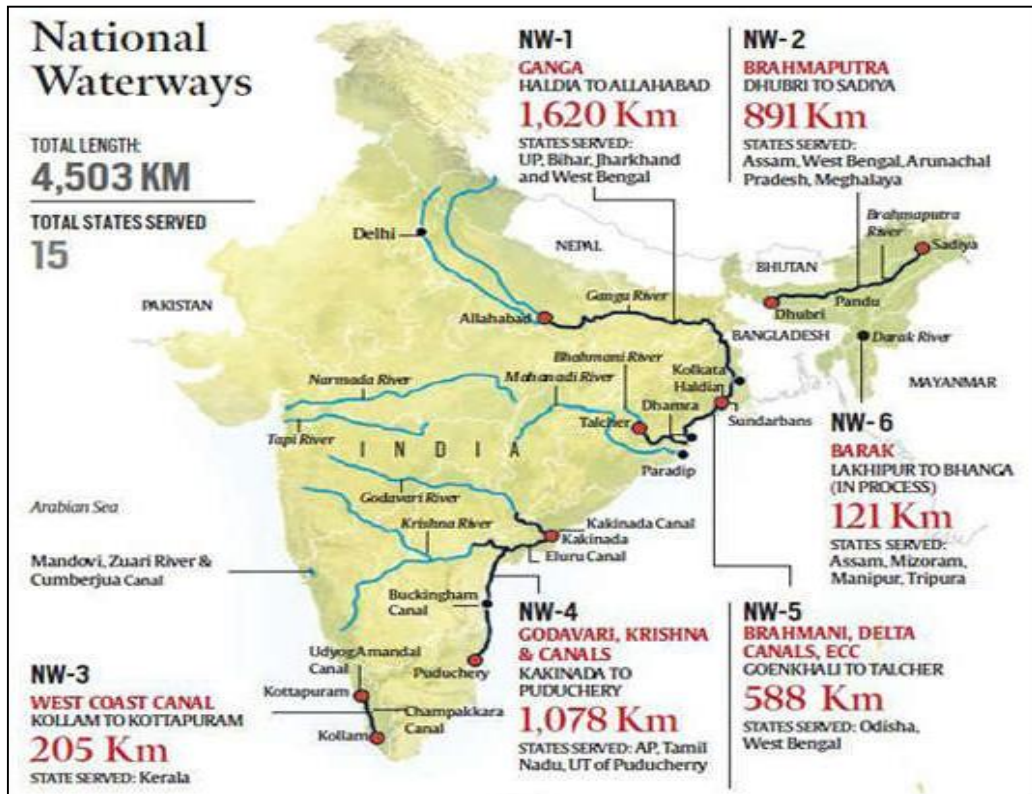 National
Waterways
TOTAL LENGTH:
4,503 KM
TOTAL STATES SERVED
15
NW-1
GANGA
HALDIA TO ALLAHABAD
1,620 Km
STATES SERVED:
UP, Bihar, Jharkhand
and West Bengal
NW- 2
BRAHMAPUTRA
DHUBRI TO SADIYA
891 Km
STATES SERVED:
Assam, West Bengal, Arunachal
Pradesh, Meghalaya
Delhi
NEPAL
Brahmaputra
River
Sadiya
BHUTAN
PAKISTAN
Pandu
Dhubri
Gangu River
Allahabad
BANGLADESH
Darak River
Bhahmani River
Kolkata
Narmada River
Mahanadi River
Haldia
MAYANMAR
Dhamra
Talcher
Sundarbans
Tapi River
INDIA
Paradip
NW-6
BARAK
LAKHIPUR TO BHANGA
(IN PROCESS)
121 Km
STATES SERVED:
Assam, Mizoram,
Manipur, Tripura
Godavari River
Arabian Sea
Krishna River
Kakinada Canal
Kakinada
Eluru Canal
Mandovi, Zuari River &
Cumberjua Canal
Buckingham
Canal
NW-4
GODAVARI, KRISHNA
& CANALS
KAKINADA TO
PUDUCHERY
1,078 Km
STATES SERVED: AP, Tamil
Nadu, UT of Puducherry
NW-5
BRAHMANI, DELTA
CANALS, ECC
GOENKHALI TO TALCHER
588 Km
STATES SERVED: Odisha,
West Bengal
UdyogAmandal
Canal
Puduchery
NW-3
WEST COAST CANAL
KOLLAM TO KOTTAPURAM
205 Km
STATE SERVED: Kerala
Kottapuram
Champakkara
Canal
Kollam